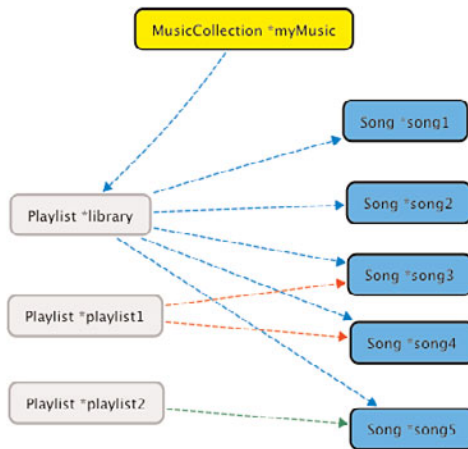 MusicCollection *myMusic
Song *song1
Song *song2
Playlist *library
Song *song3
Playlist *playlist1
Song *song4
Playlist *playlist2
Song *song5